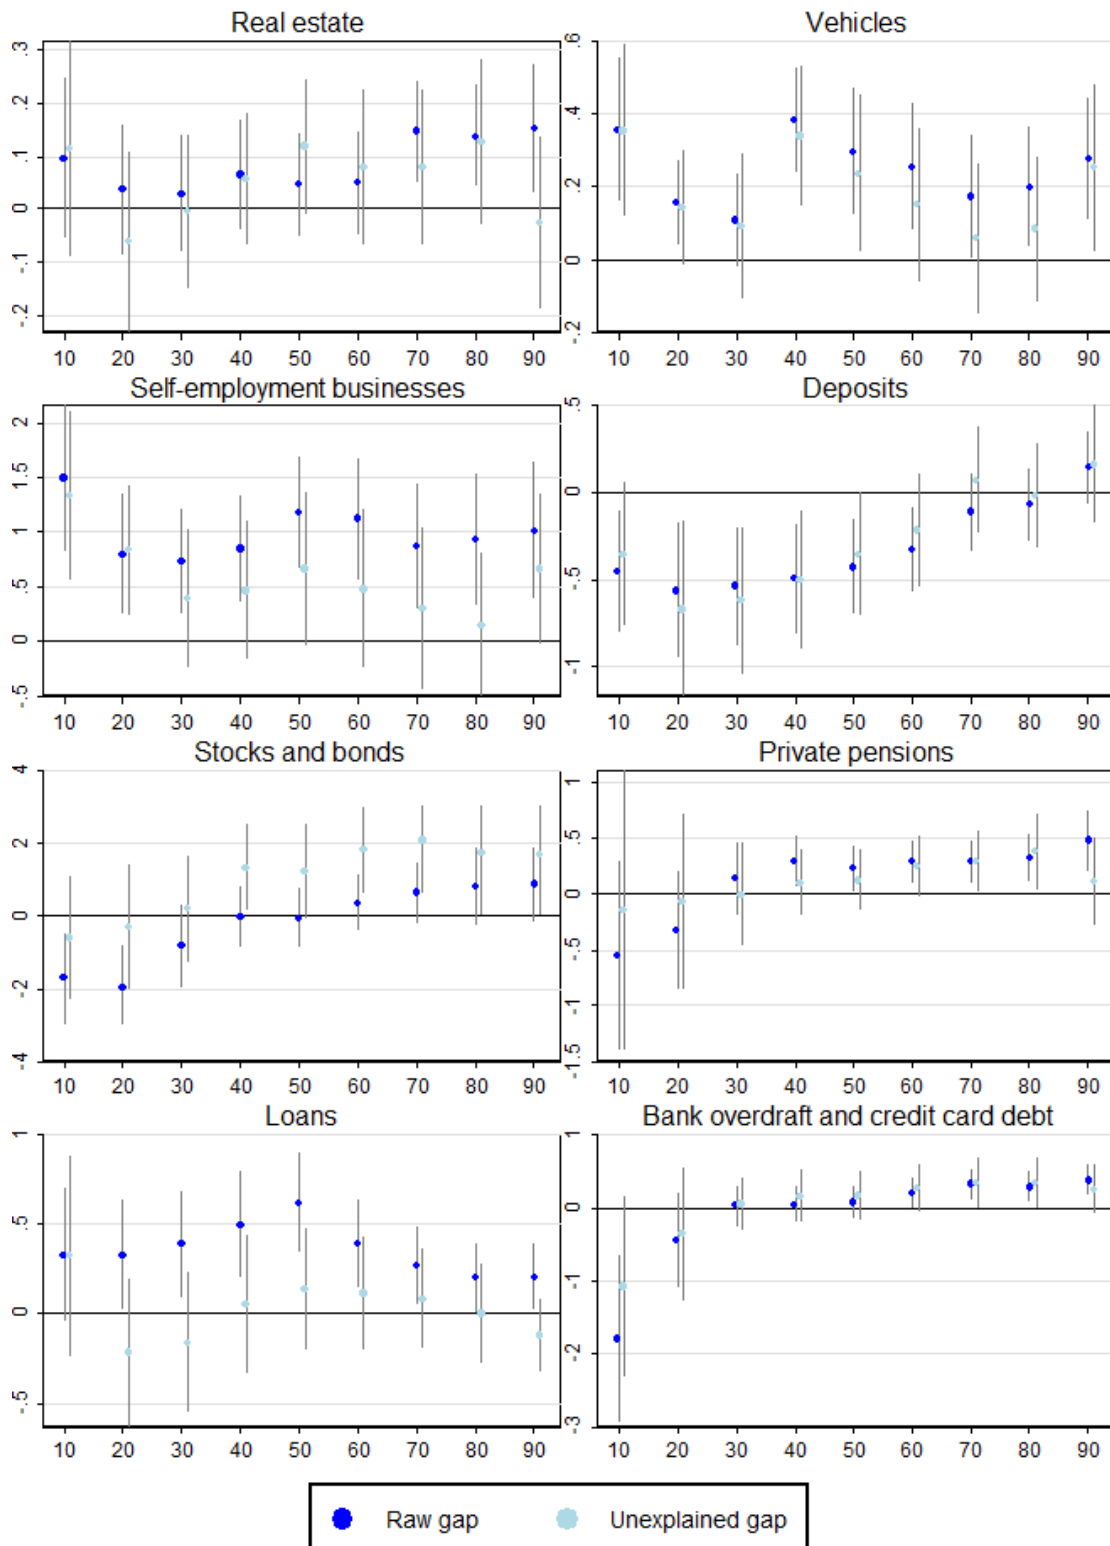 Real estate
.3
.2
.1
0
-.1
-.2
10 20 30 40 50 60 70 80 90
Vehicles
.6
.4
.2
0
-.2
10 20 30 40 50 60 70 80 90
Self-employment businesses
2
1.5
1
.5
0
-.5
10 20 30 40 50 60 70 80 90
Deposits
.5
0
-.5
-1
10 20 30 40 50 60 70 80 90
Stocks and bonds
4
2
0
-2
-4
10 20 30 40 50 60 70 80 90
Private pensions
1
.5
0
-.5
-1
-1.5
10 20 30 40 50 60 70 80 90
Loans
1
.5
0
-.5
10 20 30 40 50 60 70 80 90
Bank overdraft and credit card debt
1
0
-1
-2
-3
10 20 30 40 50 60 70 80 90
Raw gap Unexplained gap